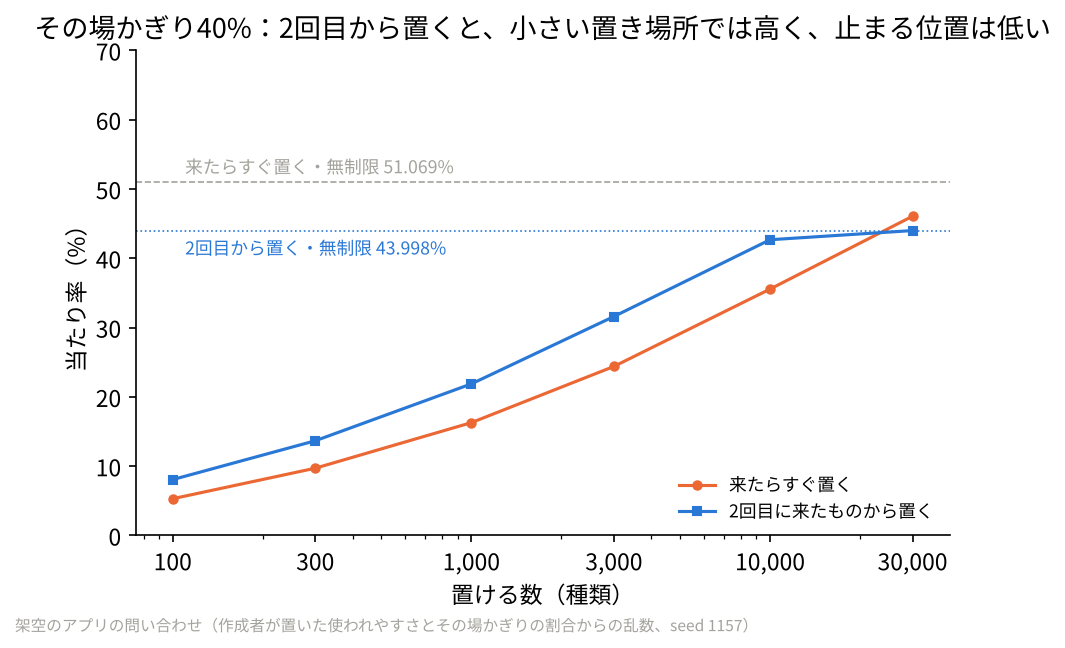 その場かぎり40%：2回目から置くと、小さい置き場所では高く、止まる位置は低い
70
60
50
40
30
20
10
0
当たり率（%）
来たらすぐ置く・無制限 51.069%
2回目から置く・無制限 43.998%
来たらすぐ置く
2回目に来たものから置く
100
300
1,000
3,000
10,000
30,000
置ける数（種類）
架空のアプリの問い合わせ（作成者が置いた使われやすさとその場かぎりの割合からの乱数、seed 1157）